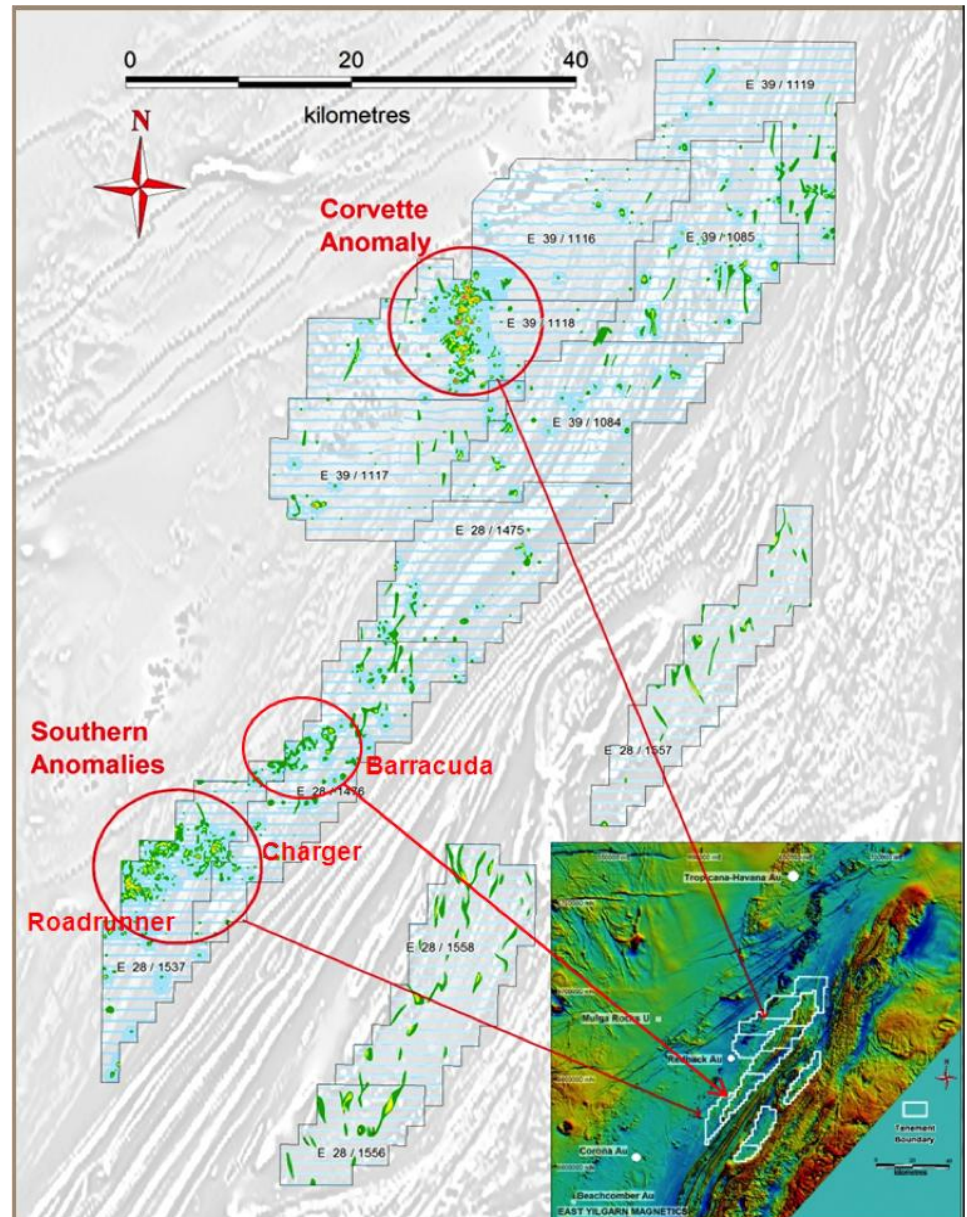 0 20 40
kilometres
N
E 39 / 1119
Corvette
Anomaly
E 39 / 1116
E 39 / 1085
E 39 / 1118
E 39 / 1084
E 39 / 1117
E 28 / 1475
Southern
Anomalies
E 28 / 1557
Barracuda
E 28 / 1476
Charger
Roadrunner
E 28 / 1537
E 28 / 1558
E 28 / 1556
Tropicana-Havana Au
Mulga Rocks U
Redback Au
Tenement
Boundary
Corona Au
kilometres
Beachcomber Au
EAST YILGARN MAGNETICS